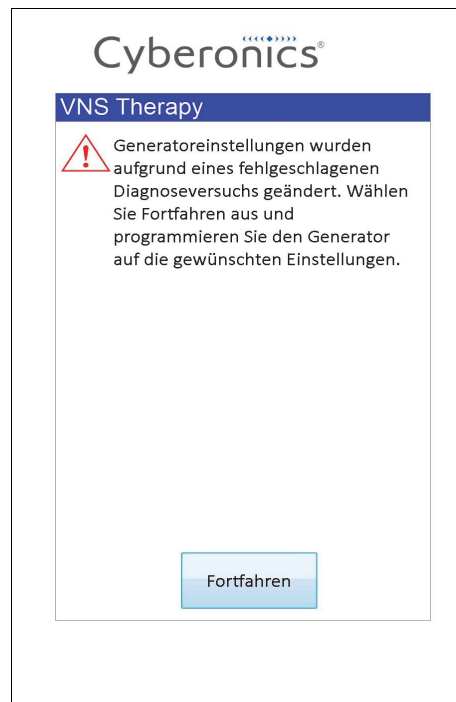 Cyberonics®
VNS Therapy
Generatoreinstellungen wurden
aufgrund eines fehlgeschlagenen
Diagnoseversuchs geändert. Wählen
Sie Fortfahren aus und
programmieren Sie den Generator
auf die gewünschten Einstellungen.
Fortfahren